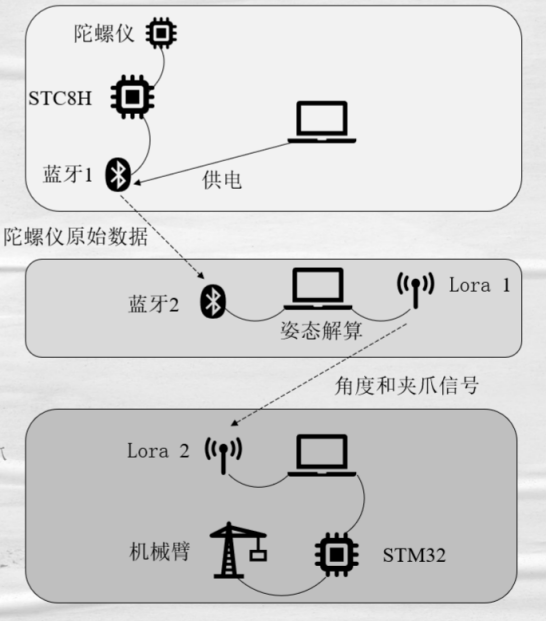 陀螺仪
STC8H
蓝牙1
供电
陀螺仪原始数据
蓝牙2
Lora 1
姿态解算
角度和夹爪信号
Lora 2
机械臂
STM32